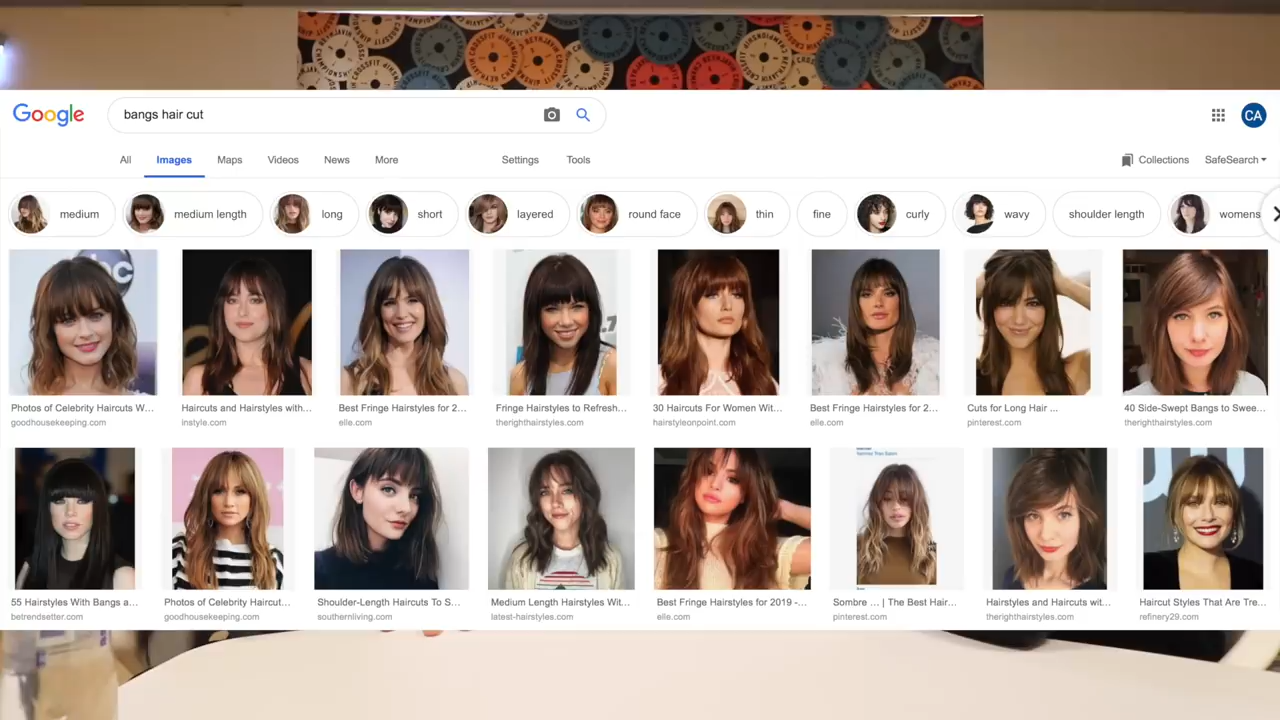 CROSSFIT
REYKJAVIK
CHAMPIONSHIP
Google
bangs hair cut
CA
All Images Maps Videos News More Settings Tools
Collections SafeSearch
medium medium length long short layered round face thin fine curly wavy shoulder length womens
abc
Photos of Celebrity Haircuts W... Haircuts and Hairstyles with... Best Fringe Hairstyles for 2... Fringe Hairstyles to Refresh... 30 Haircuts For Women Wit... Best Fringe Hairstyles for 2... Cuts for Long Hair ... 40 Side-Swept Bangs to Swee...
goodhousekeeping.com instyle.com elle.com therighthairstyles.com hairstyleonpoint.com elle.com pinterest.com therighthairstyles.com
55 Hairstyles With Bangs a... Photos of Celebrity Haircut... Shoulder-Length Haircuts To S... Medium Length Hairstyles Wit... Best Fringe Hairstyles for 2019 -... Sombre ... | The Best Hair... Hairstyles and Haircuts wit... Haircut Styles That Are Tre...
betrendsetter.com goodhousekeeping.com southernliving.com latest-hairstyles.com elle.com pinterest.com therighthairstyles.com refinery29.com